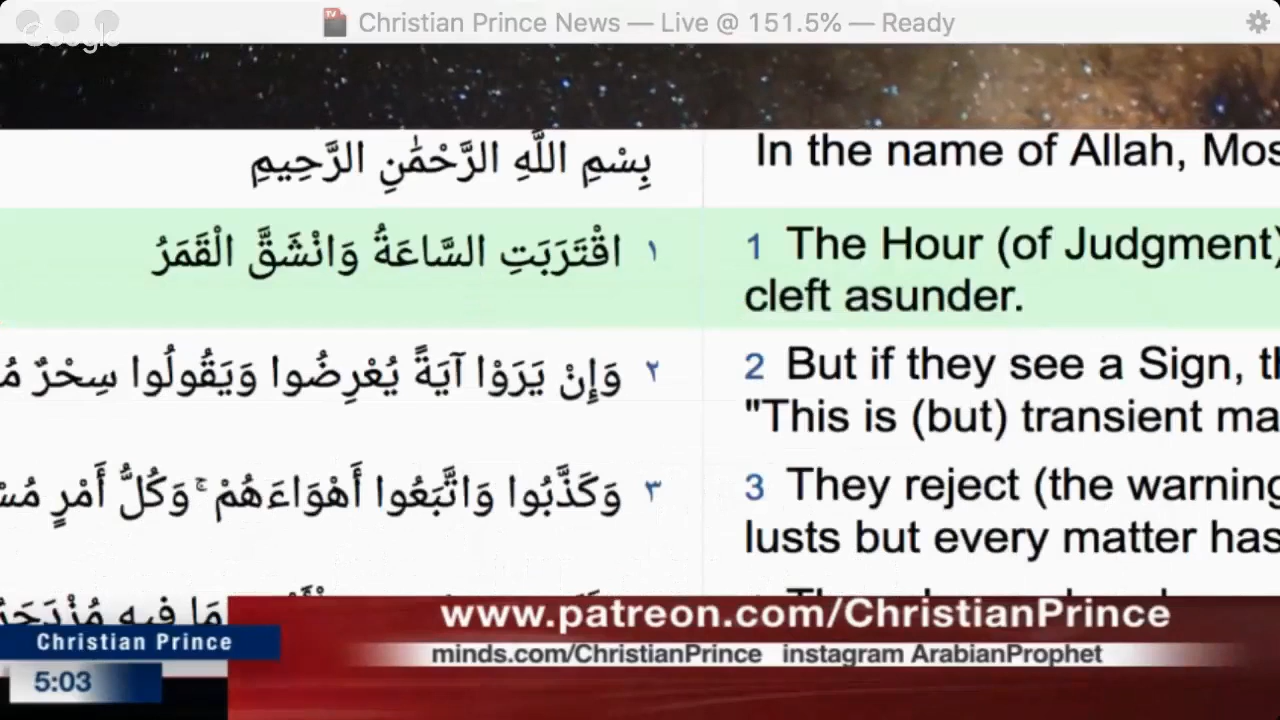 Christian Prince News — Live @ 151.5% — Ready
Google
بِسْمِ اللَّهِ الرَّحْمَٰنِ الرَّحِيمِ
In the name of Allah, Mos
١ اقْتَرَبَتِ السَّاعَةُ وَانْشَقَّ الْقَمَرُ
1 The Hour (of Judgment)
cleft asunder.
٢ وَإِنْ يَرَوْا آيَةً يُعْرِضُوا وَيَقُولُوا سِحْرٌ
2 But if they see a Sign, th
"This is (but) transient ma
٣ وَكَذَّبُوا وَاتَّبَعُوا أَهْوَاءَهُمْ ۚ وَكُلُّ أَمْرٍ
3 They reject (the warning
lusts but every matter has
مَا فِيهِ مُزْدَجَرٌ
www.patreon.com/ChristianPrince
Christian Prince
minds.com/ChristianPrince instagram ArabianProphet
5:03